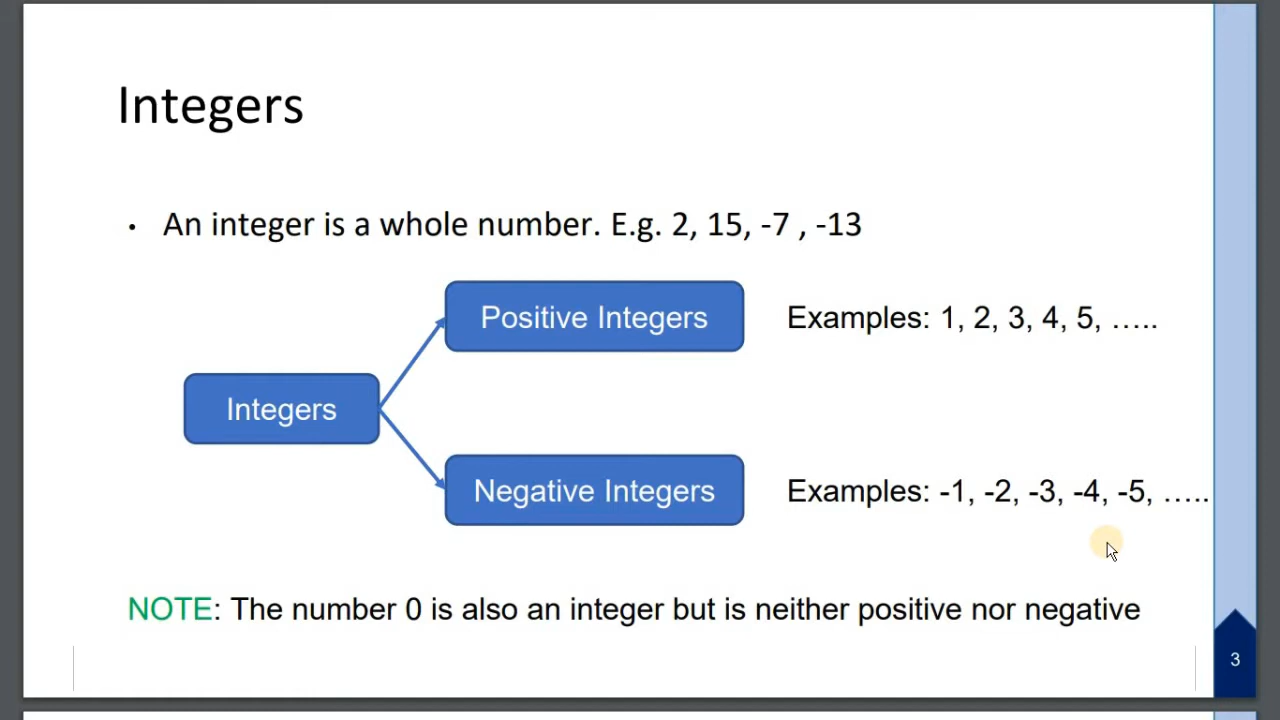 Integers
• An integer is a whole number. E.g. 2, 15, -7 , -13
Positive Integers
Examples: 1, 2, 3, 4, 5, …..
Integers
Negative Integers
Examples: -1, -2, -3, -4, -5, …..
NOTE: The number 0 is also an integer but is neither positive nor negative
3